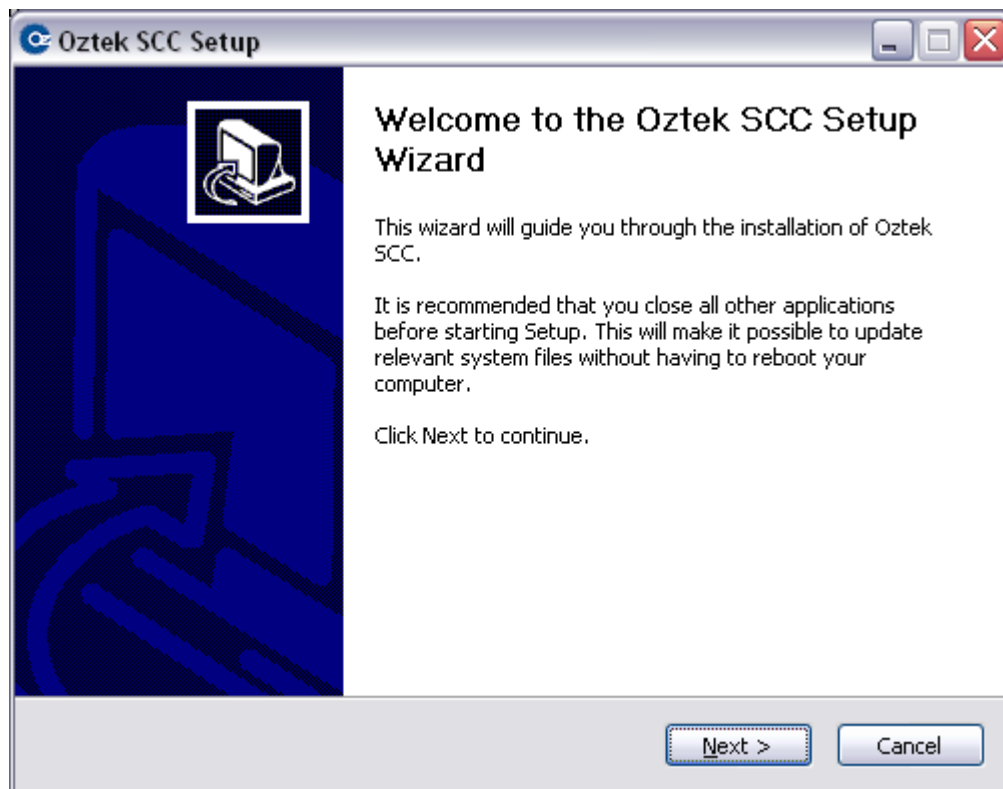 Oztek SCC Setup
Welcome to the Oztek SCC Setup
Wizard
This wizard will guide you through the installation of Oztek
SCC.
It is recommended that you close all other applications
before starting Setup. This will make it possible to update
relevant system files without having to reboot your
computer.
Click Next to continue.
Next >
Cancel